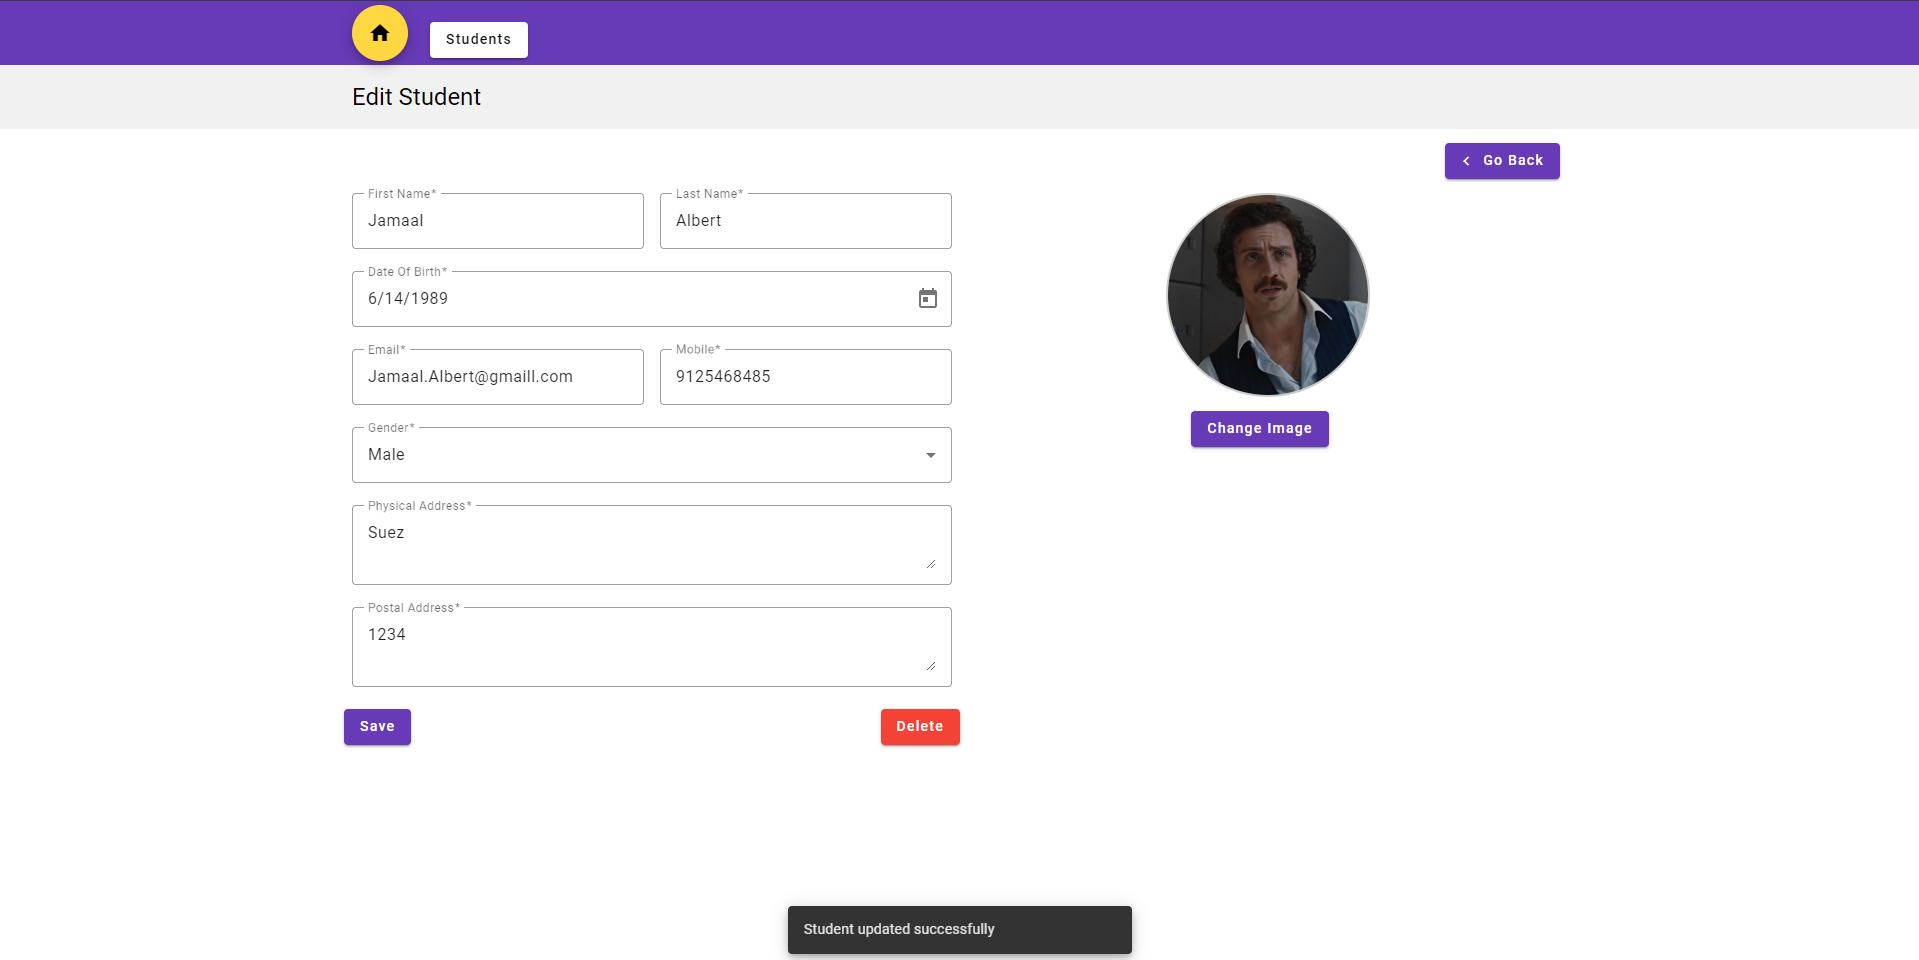 Students
Edit Student
Go Back
First Name*
Jamaal
Last Name*
Albert
Date Of Birth*
6/14/1989
Email*
Jamaal.Albert@gmaill.com
Mobile*
9125468485
Gender*
Male
Physical Address*
Suez
Postal Address*
1234
Change Image
Save
Delete
Student updated successfully